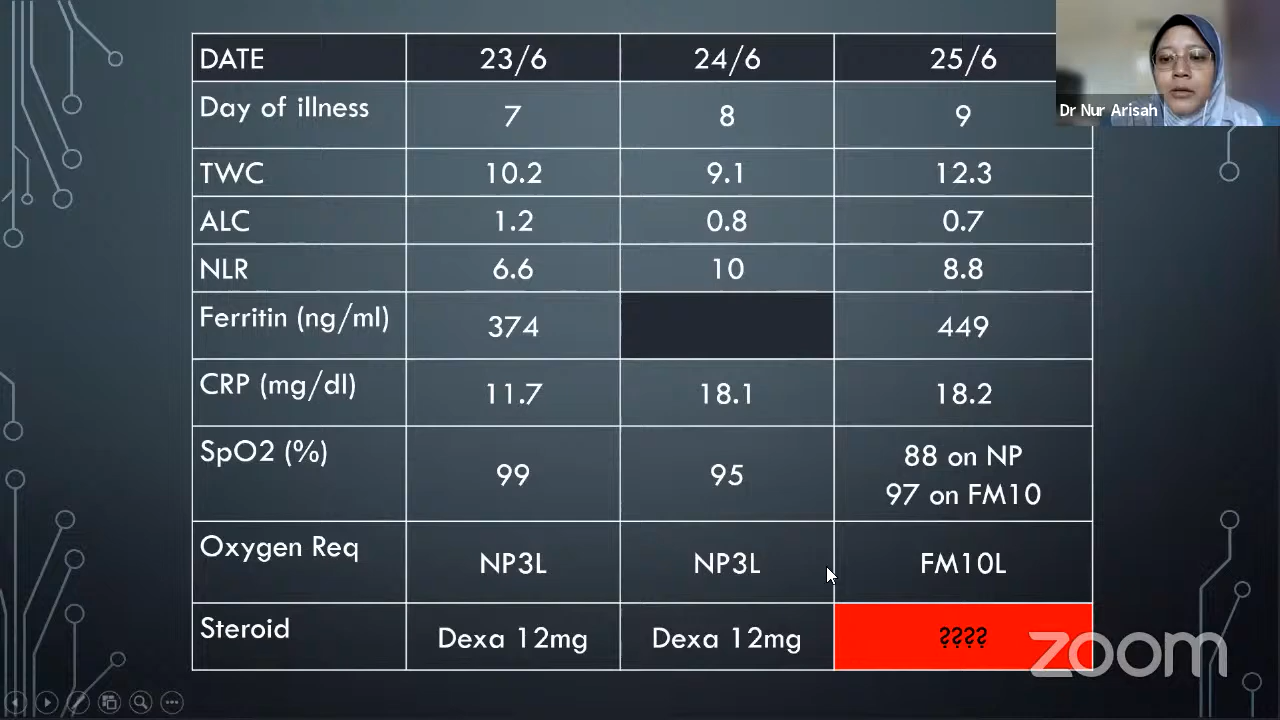 DATE 23/6 24/6 25/6
Day of illness 7 8 9
TWC 10.2 9.1 12.3
ALC 1.2 0.8 0.7
NLR 6.6 10 8.8
Ferritin (ng/ml) 374 449
CRP (mg/dl) 11.7 18.1 18.2
SpO2 (%) 99 95 88 on NP
97 on FM10
Oxygen Req NP3L NP3L FM10L
Steroid Dexa 12mg Dexa 12mg ????
Dr Nur Arisah
zoom